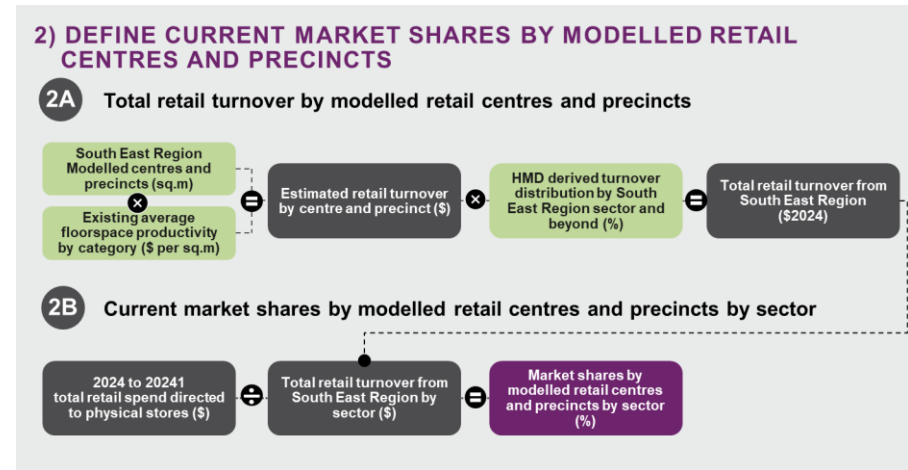 2) DEFINE CURRENT MARKET SHARES BY MODELLED RETAIL
CENTRES AND PRECINCTS
2A Total retail turnover by modelled retail centres and precincts
South East Region
Modelled centres and
precincts (sq.m)
×
Existing average
floorspace productivity
by category ($ per sq.m)
=
Estimated retail turnover
by centre and precinct ($)
×
HMD derived turnover
distribution by South
East Region sector and
beyond (%)
=
Total retail turnover from
South East Region
($2024)
2B Current market shares by modelled retail centres and precincts by sector
2024 to 20241
total retail spend directed
to physical stores ($)
÷
Total retail turnover from
South East Region by
sector ($)
=
Market shares by
modelled retail centres
and precincts by sector
(%)